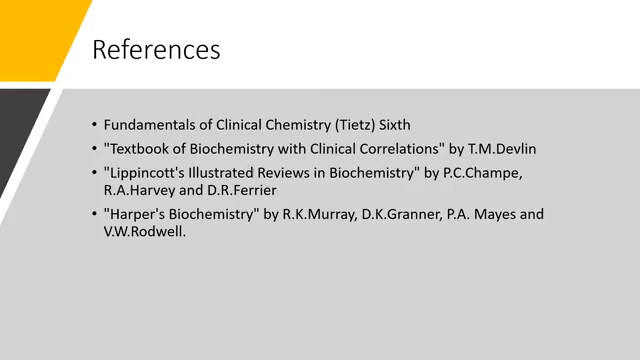 References
• Fundamentals of Clinical Chemistry (Tietz) Sixth
• "Textbook of Biochemistry with Clinical Correlations" by T.M.Devlin
• "Lippincott's Illustrated Reviews in Biochemistry" by P.C.Champe,
R.A.Harvey and D.R.Ferrier
• "Harper's Biochemistry" by R.K.Murray, D.K.Granner, P.A. Mayes and
V.W.Rodwell.